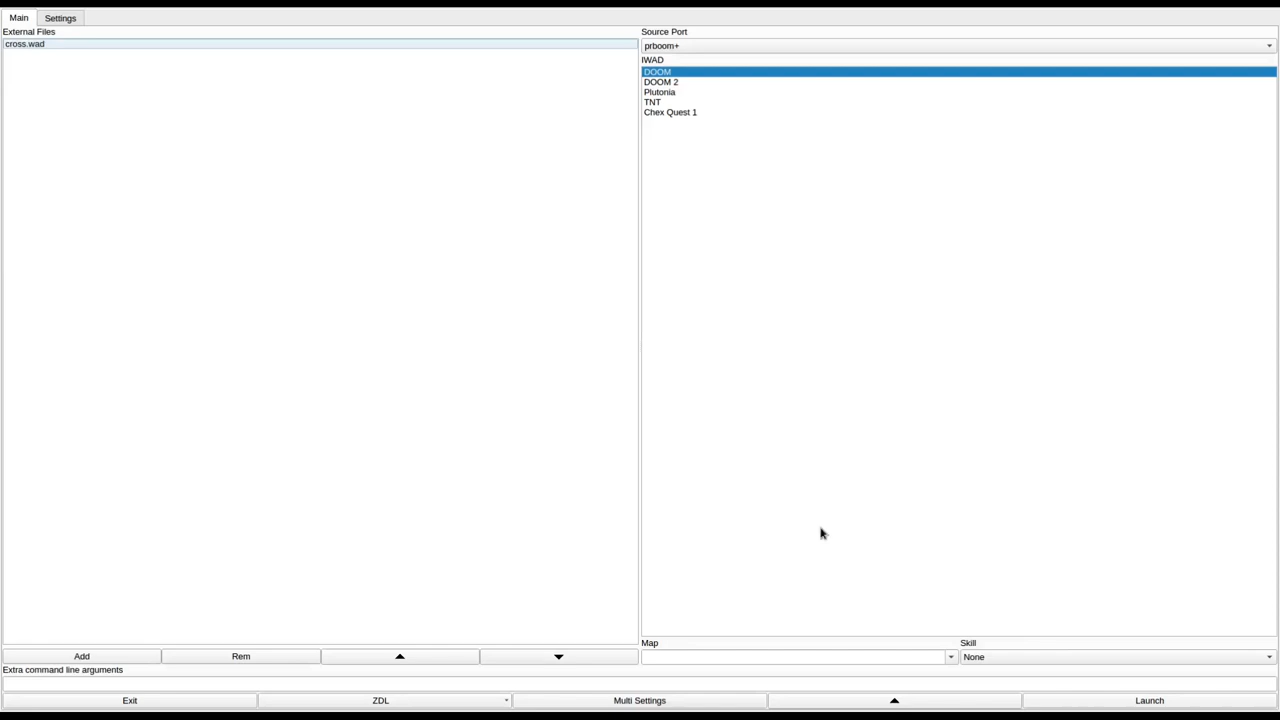 Main Settings
External Files
cross.wad
Source Port
prboom+
IWAD
DOOM
DOOM 2
Plutonia
TNT
Chex Quest 1
Map Skill
None
Add Rem
Extra command line arguments
Exit ZDL Multi Settings Launch